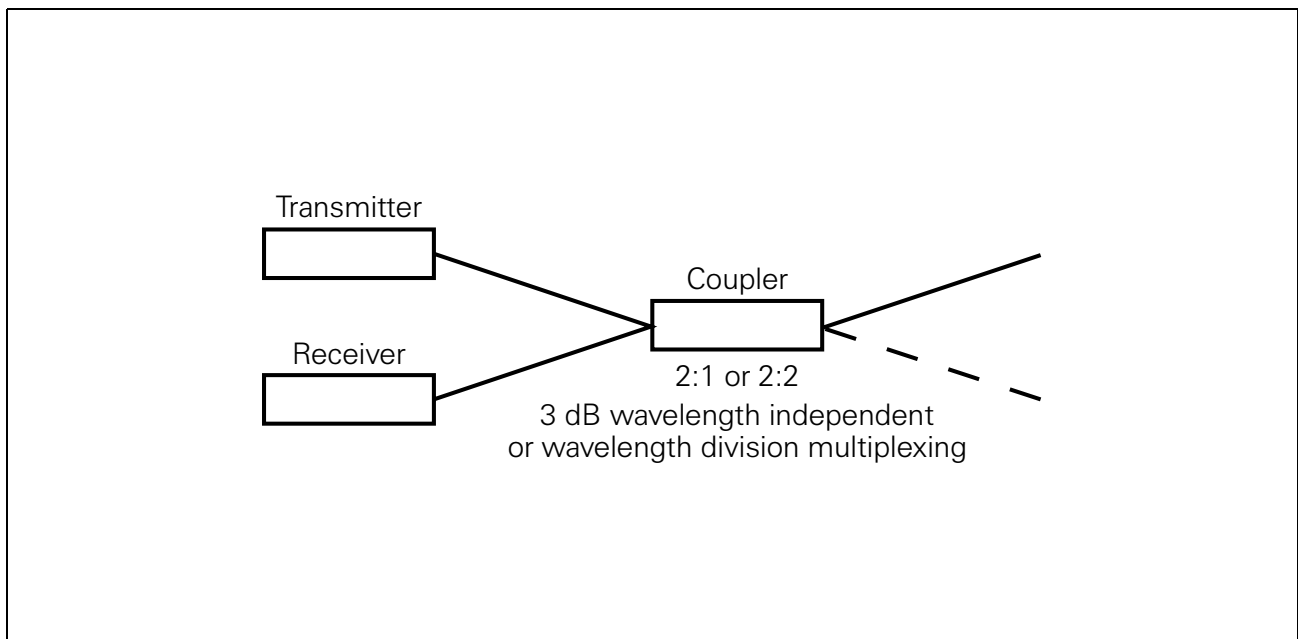 Transmitter
Coupler
Receiver
2:1 or 2:2
3 dB wavelength independent
or wavelength division multiplexing